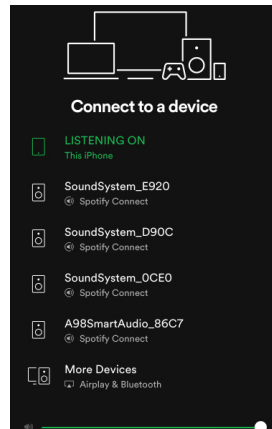 Connect to a device
LISTENING ON
This iPhone
SoundSystem_E920
Spotify Connect
SoundSystem_D90C
Spotify Connect
SoundSystem_0CE0
Spotify Connect
A98SmartAudio_86C7
Spotify Connect
More Devices
Airplay & Bluetooth